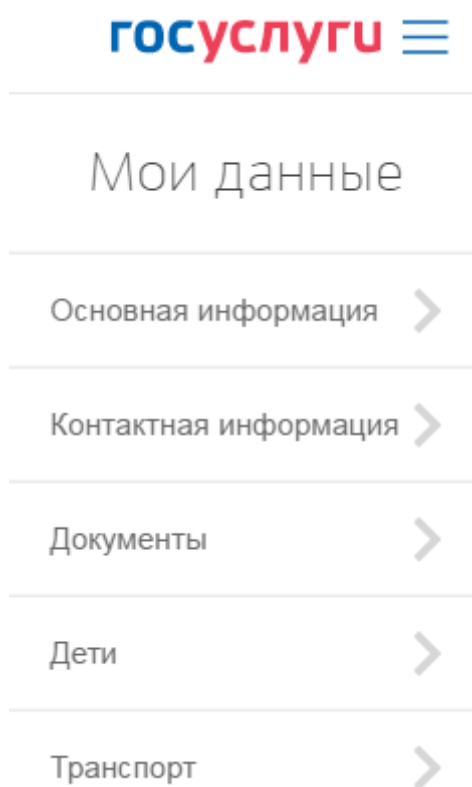 госуслуги
Мои данные
Основная информация
Контактная информация
Документы
Дети
Транспорт